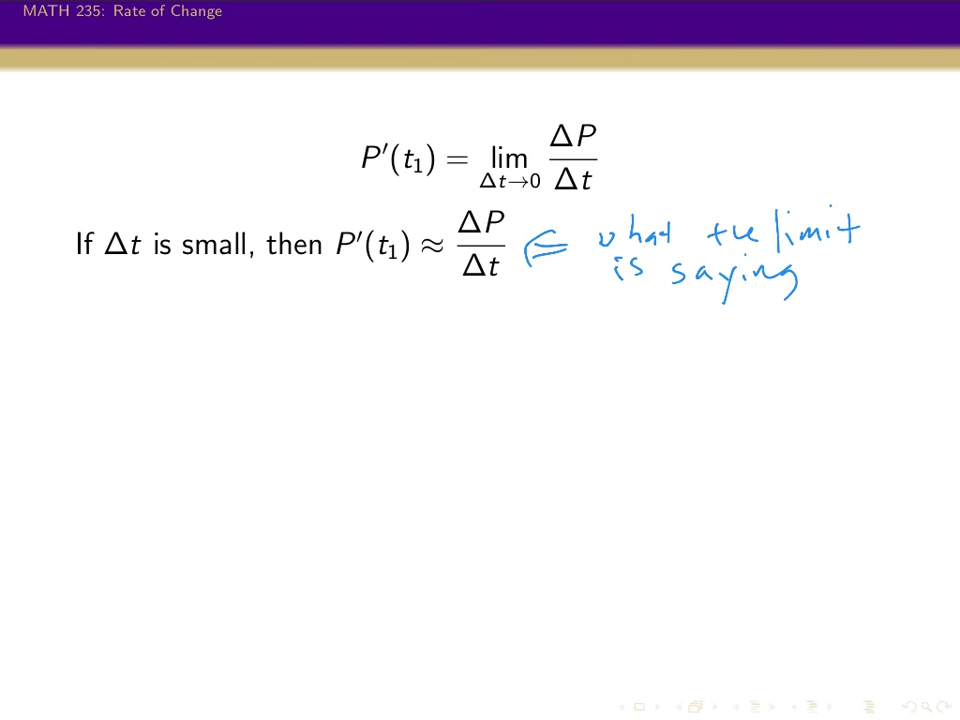 MATH 235: Rate of Change
P′(t₁) = lim_{Δt→0} ΔP/Δt
If Δt is small, then P′(t₁) ≈ ΔP/Δt ⇐ what the limit
is saying